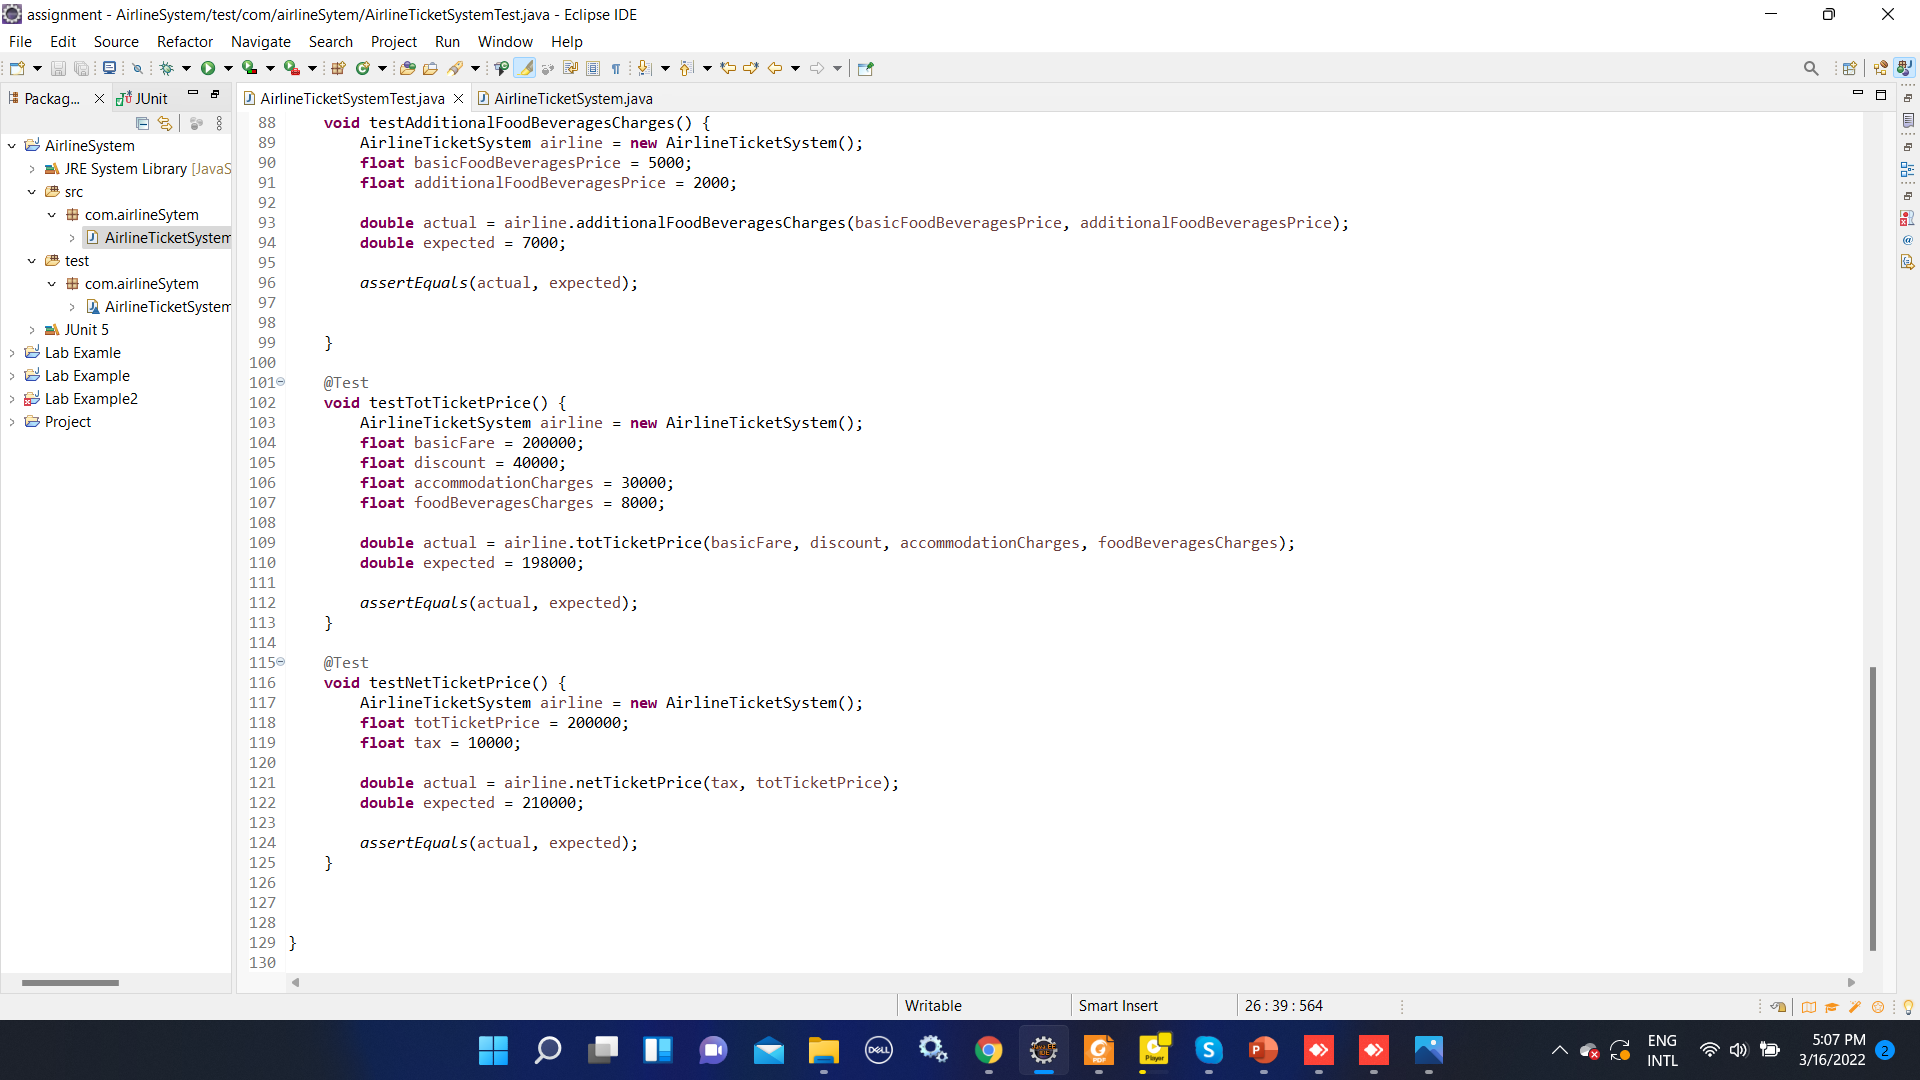 assignment - AirlineSystem/test/com/airlineSytem/AirlineTicketSystemTest.java - Eclipse IDE
File Edit Source Refactor Navigate Search Project Run Window Help
Packag... JUnit
AirlineTicketSystemTest.java AirlineTicketSystem.java
AirlineSystem
JRE System Library [JavaS
src
com.airlineSytem
AirlineTicketSystem
test
com.airlineSytem
AirlineTicketSystem
JUnit 5
Lab Examle
Lab Example
Lab Example2
Project
88 void testAdditionalFoodBeveragesCharges() {
89 AirlineTicketSystem airline = new AirlineTicketSystem();
90 float basicFoodBeveragesPrice = 5000;
91 float additionalFoodBeveragesPrice = 2000;
92
93 double actual = airline.additionalFoodBeveragesCharges(basicFoodBeveragesPrice, additionalFoodBeveragesPrice);
94 double expected = 7000;
95
96 assertEquals(actual, expected);
97
98
99 }
100
101 @Test
102 void testTotTicketPrice() {
103 AirlineTicketSystem airline = new AirlineTicketSystem();
104 float basicFare = 200000;
105 float discount = 40000;
106 float accommodationCharges = 30000;
107 float foodBeveragesCharges = 8000;
108
109 double actual = airline.totTicketPrice(basicFare, discount, accommodationCharges, foodBeveragesCharges);
110 double expected = 198000;
111
112 assertEquals(actual, expected);
113 }
114
115 @Test
116 void testNetTicketPrice() {
117 AirlineTicketSystem airline = new AirlineTicketSystem();
118 float totTicketPrice = 200000;
119 float tax = 10000;
120
121 double actual = airline.netTicketPrice(tax, totTicketPrice);
122 double expected = 210000;
123
124 assertEquals(actual, expected);
125 }
126
127
128
129 }
130
Writable Smart Insert 26 : 39 : 564
DELL
PDF
Player
ENG
INTL
5:07 PM
3/16/2022
2